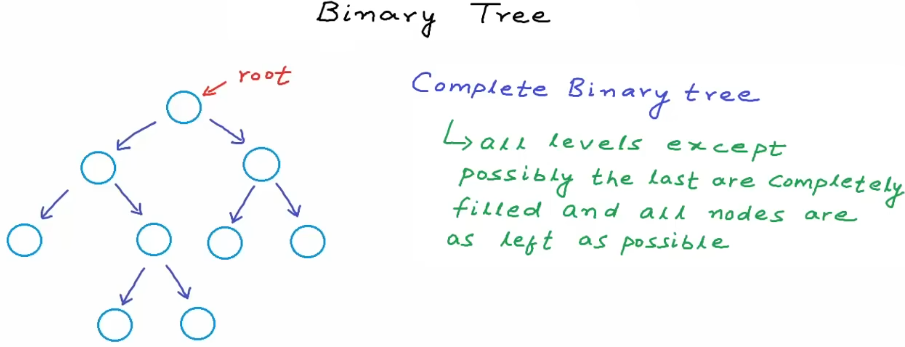 Binary Tree
root
Complete Binary tree
↳ all levels except
possibly the last are completely
filled and all nodes are
as left as possible